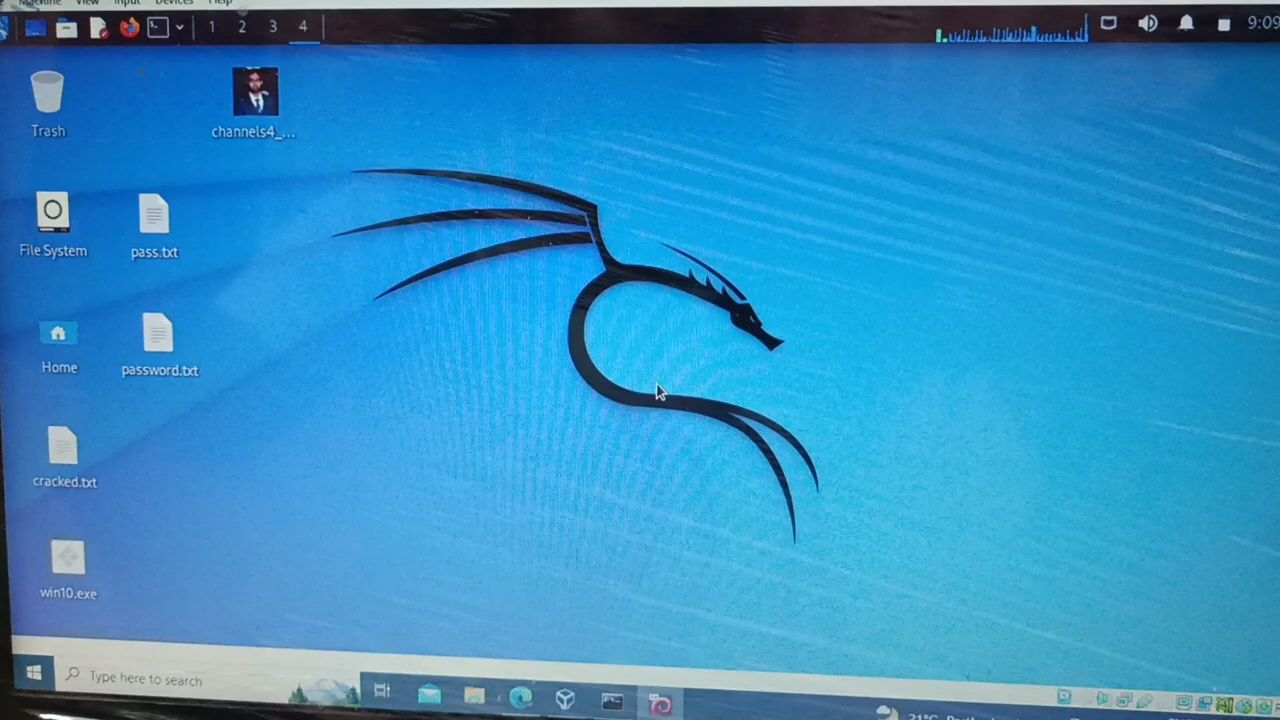 Machine View Input Devices Help
1 2 3 4
9:09
Trash
channels4_...
File System
pass.txt
Home
password.txt
cracked.txt
win10.exe
Type here to search
21°C